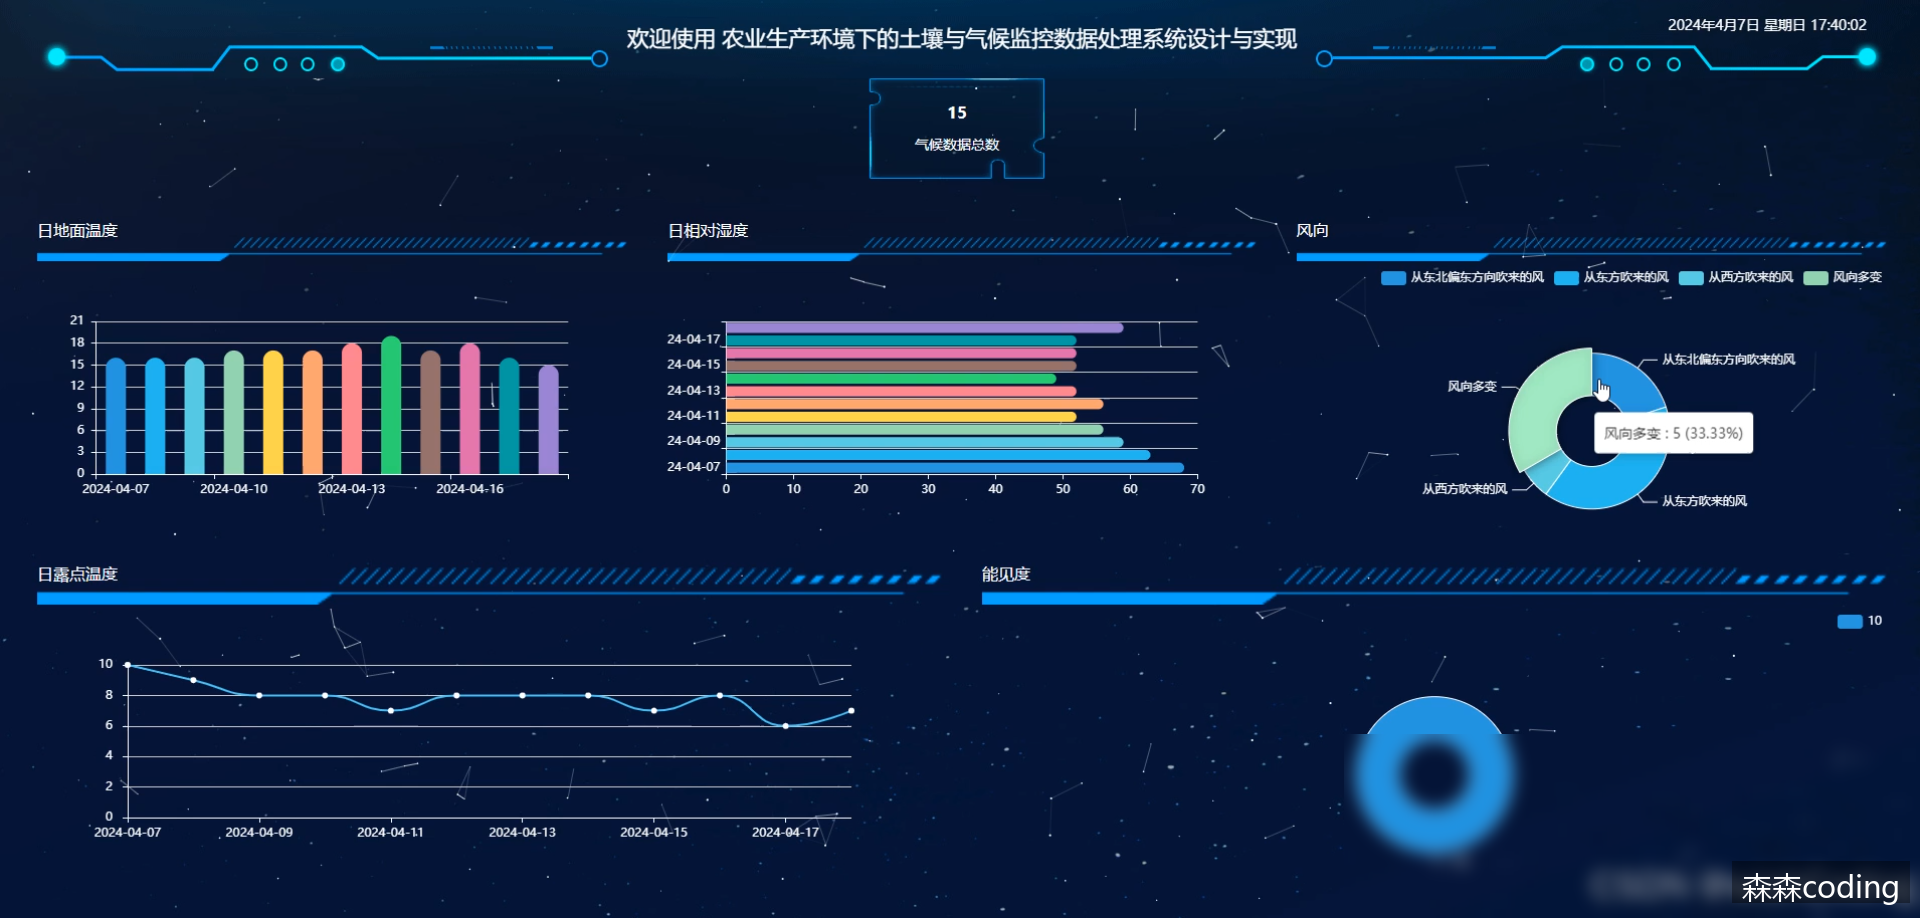 欢迎使用 农业生产环境下的土壤与气候监控数据处理系统设计与实现
2024年4月7日 星期日 17:40:02
15
气候数据总数
日地面温度
21
18
15
12
9
6
3
0
2024-04-07
2024-04-10
2024-04-13
2024-04-16
日相对湿度
24-04-17
24-04-15
24-04-13
24-04-11
24-04-09
24-04-07
0
10
20
30
40
50
60
70
风向
从东北偏东方向吹来的风
从东方吹来的风
从西方吹来的风
风向多变
从东北偏东方向吹来的风
风向多变
风向多变 : 5 (33.33%)
从西方吹来的风
从东方吹来的风
日露点温度
10
8
6
4
2
0
2024-04-07
2024-04-09
2024-04-11
2024-04-13
2024-04-15
2024-04-17
能见度
10
森森coding